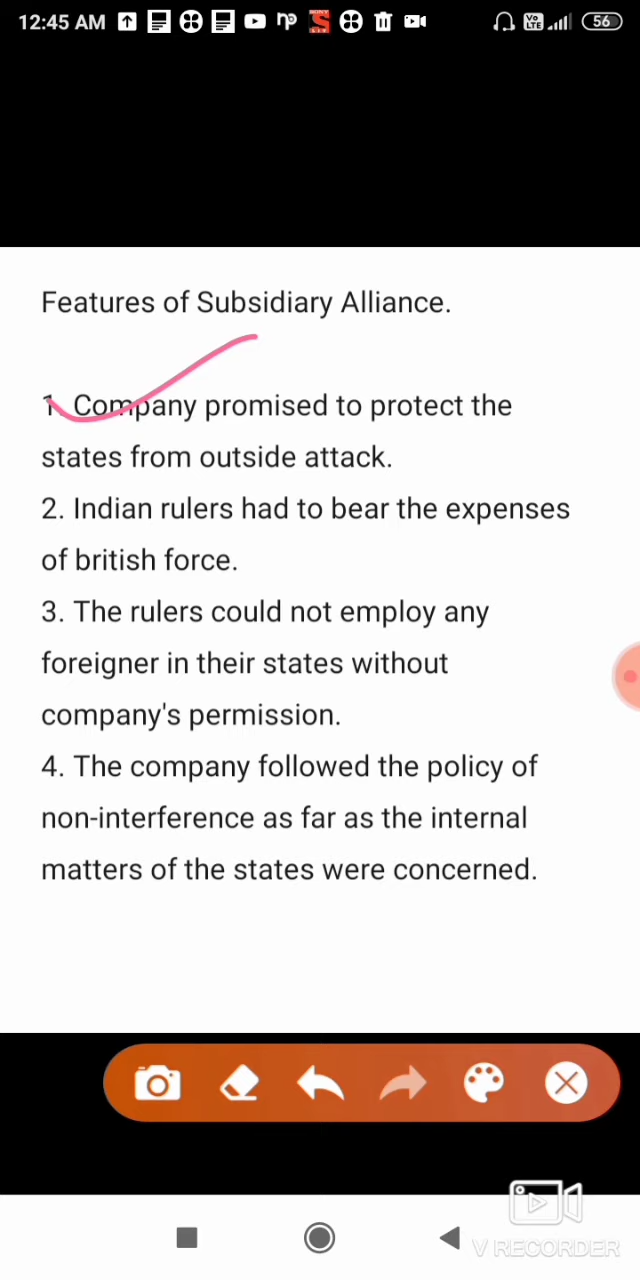 12:45 AM
Vo
LTE
56
Features of Subsidiary Alliance.
1. Company promised to protect the
states from outside attack.
2. Indian rulers had to bear the expenses
of british force.
3. The rulers could not employ any
foreigner in their states without
company's permission.
4. The company followed the policy of
non-interference as far as the internal
matters of the states were concerned.
V RECORDER